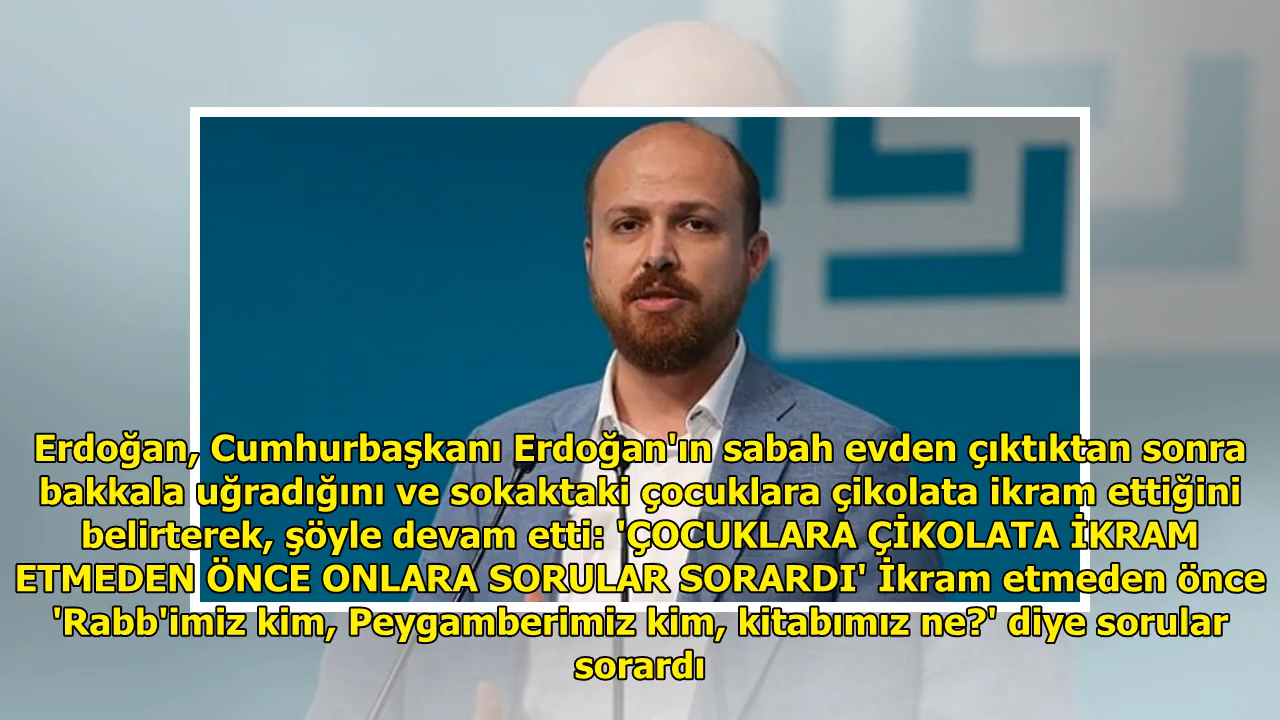 Erdoğan, Cumhurbaşkanı Erdoğan'ın sabah evden çıktıktan sonra
bakkala uğradığını ve sokaktaki çocuklara çikolata ikram ettiğini
belirterek, şöyle devam etti: 'ÇOCUKLARA ÇİKOLATA İKRAM
ETMEDEN ÖNCE ONLARA SORULAR SORARDI' İkram etmeden önce
'Rabb'imiz kim, Peygamberimiz kim, kitabımız ne?' diye sorular
sorardı